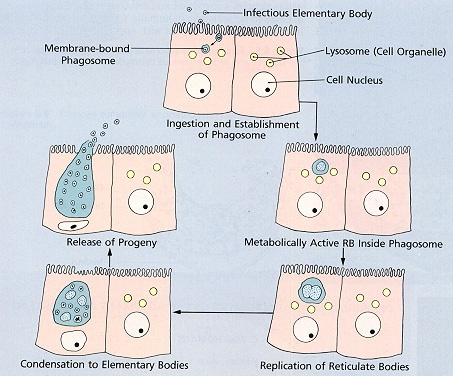 Infectious Elementary Body
Membrane-bound
Phagosome
Lysosome (Cell Organelle)
Cell Nucleus
Ingestion and Establishment
of Phagosome
Release of Progeny
Metabolically Active RB Inside Phagosome
Condensation to Elementary Bodies
Replication of Reticulate Bodies